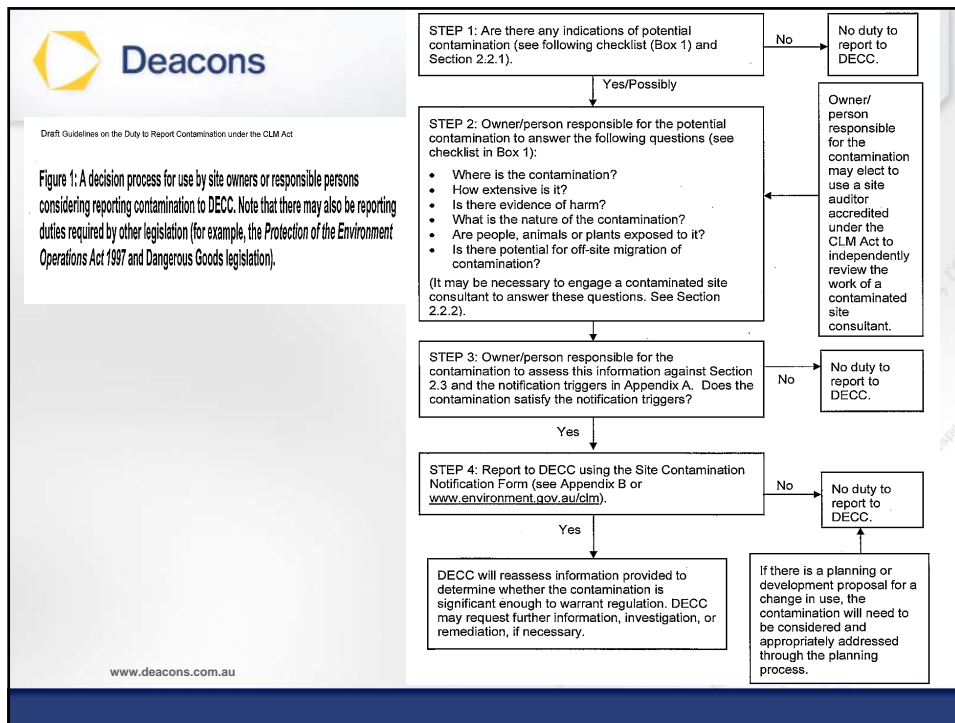 Deacons
Draft Guidelines on the Duty to Report Contamination under the CLM Act
Figure 1: A decision process for use by site owners or responsible persons
considering reporting contamination to DECC. Note that there may also be reporting
duties required by other legislation (for example, the Protection of the Environment
Operations Act 1997 and Dangerous Goods legislation).
STEP 1: Are there any indications of potential
contamination (see following checklist (Box 1) and
Section 2.2.1).
No
No duty to
report to
DECC.
Yes/Possibly
STEP 2: Owner/person responsible for the potential
contamination to answer the following questions (see
checklist in Box 1):
• Where is the contamination?
• How extensive is it?
• Is there evidence of harm?
• What is the nature of the contamination?
• Are people, animals or plants exposed to it?
• Is there potential for off-site migration of
contamination?
(It may be necessary to engage a contaminated site
consultant to answer these questions. See Section
2.2.2).
Owner/
person
responsible
for the
contamination
may elect to
use a site
auditor
accredited
under the
CLM Act to
independently
review the
work of a
contaminated
site
consultant.
STEP 3: Owner/person responsible for the
contamination to assess this information against Section
2.3 and the notification triggers in Appendix A. Does the
contamination satisfy the notification triggers?
No
No duty to
report to
DECC.
Yes
STEP 4: Report to DECC using the Site Contamination
Notification Form (see Appendix B or
www.environment.gov.au/clm).
No
No duty to
report to
DECC.
Yes
DECC will reassess information provided to
determine whether the contamination is
significant enough to warrant regulation. DECC
may request further information, investigation, or
remediation, if necessary.
If there is a planning or
development proposal for a
change in use, the
contamination will need to
be considered and
appropriately addressed
through the planning
process.
www.deacons.com.au